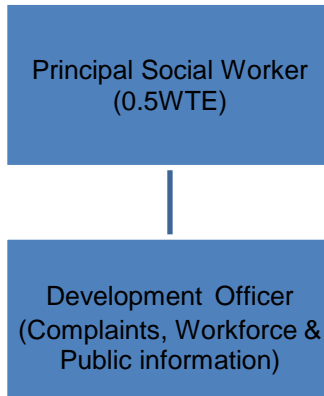 Principal Social Worker
(0.5WTE)
Development Officer
(Complaints, Workforce &
Public information)